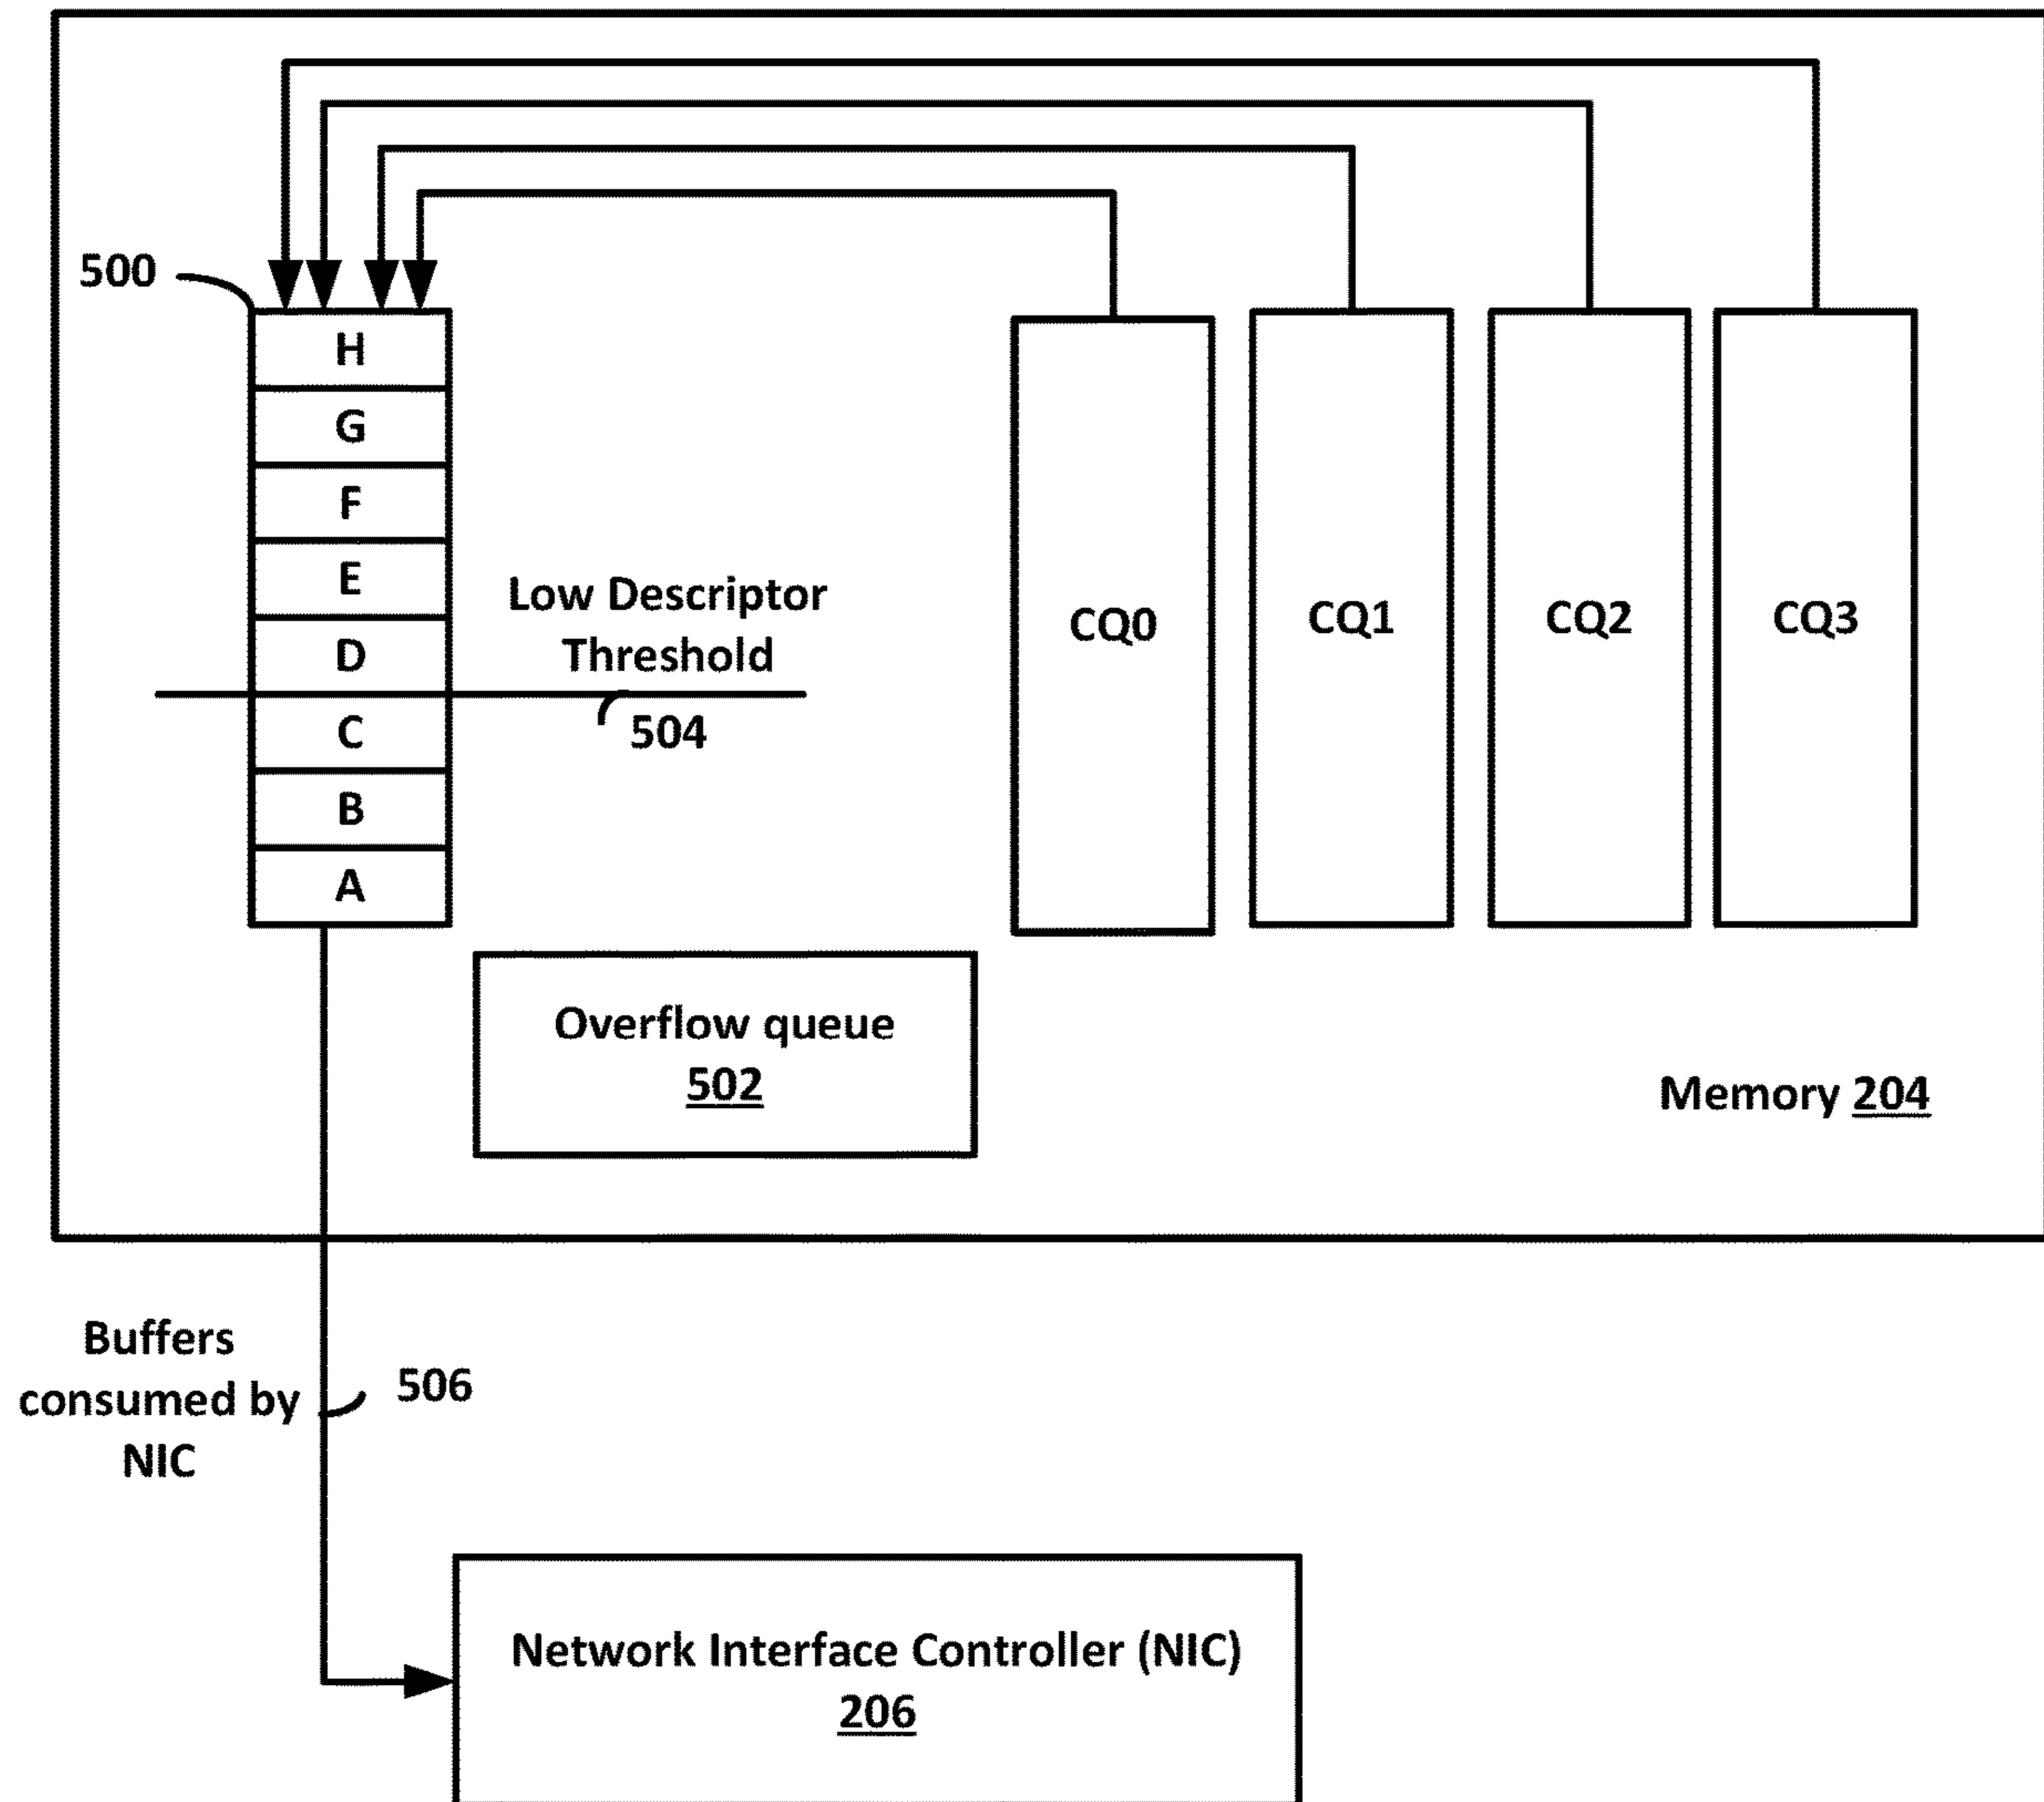 500
H
G
F
E
D
C
B
A
Low Descriptor
Threshold
504
CQ0
CQ1
CQ2
CQ3
Overflow queue
502
Memory 204
Buffers
consumed by
NIC
506
Network Interface Controller (NIC)
206